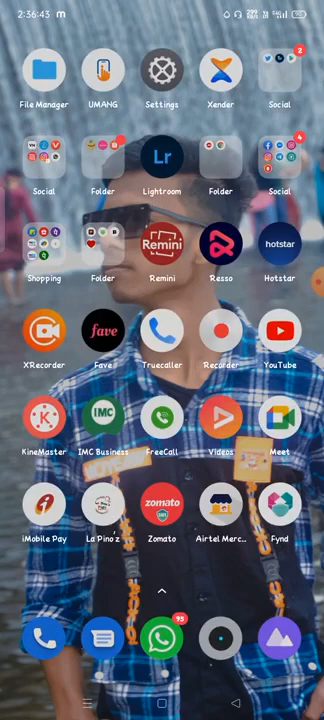 2:36:43 m
2
File Manager UMANG Settings Xender Social
4
Lr
Social Folder Lightroom Folder Social
Remini hotstar
Shopping Folder Remini Resso Hotstar
fave
XRecorder Fave Truecaller Recorder YouTube
K IMC
KineMaster IMC Business FreeCall Videos Meet
zomato
iMobile Pay La Pino'z Zomato Airtel Merc... Fynd
95